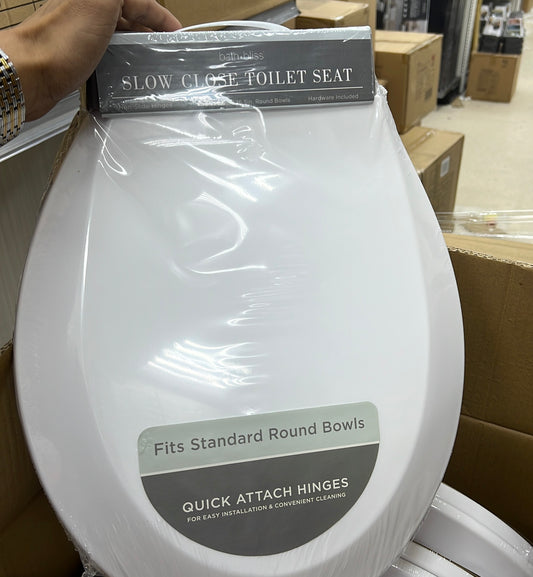 bath bliss
SLOW CLOSE TOILET SEAT
Round Bowls Hardware Included
Fits Standard Round Bowls
QUICK ATTACH HINGES
FOR EASY INSTALLATION & CONVENIENT CLEANING